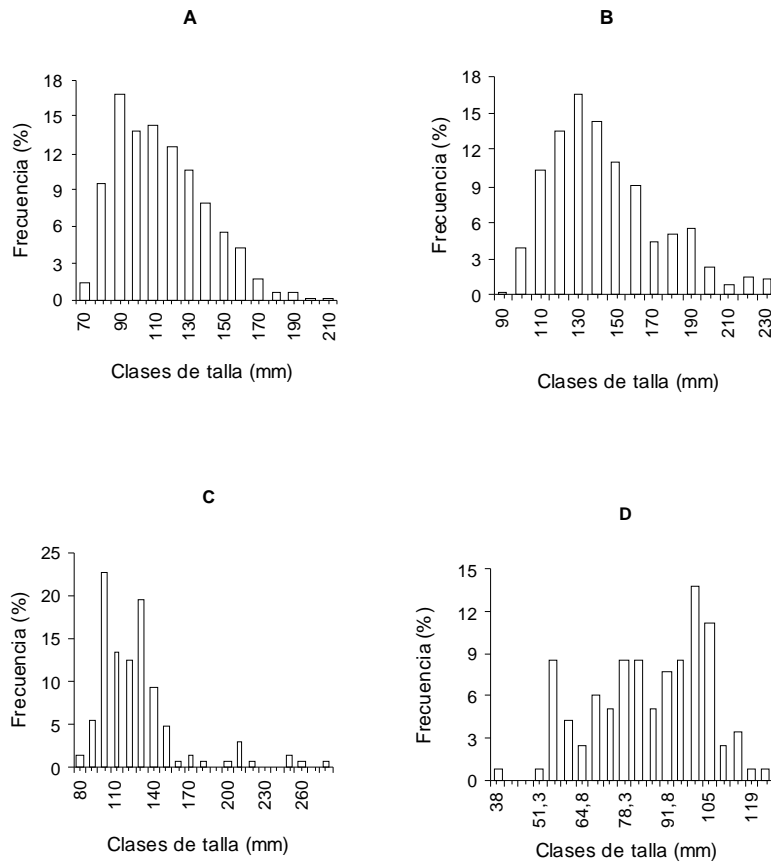 A
18
15
12
9
6
3
0
Frecuencia (%)
70 90 110 130 150 170 190 210
Clases de talla (mm)
B
18
15
12
9
6
3
0
Frecuencia (%)
90 110 130 150 170 190 210 230
Clases de talla (mm)
C
25
20
15
10
5
0
Frecuencia (%)
80 110 140 170 200 230 260
Clases de talla (mm)
D
15
12
9
6
3
0
Frecuencia (%)
38 51,3 64,8 78,3 91,8 105 119
Clases de talla (mm)